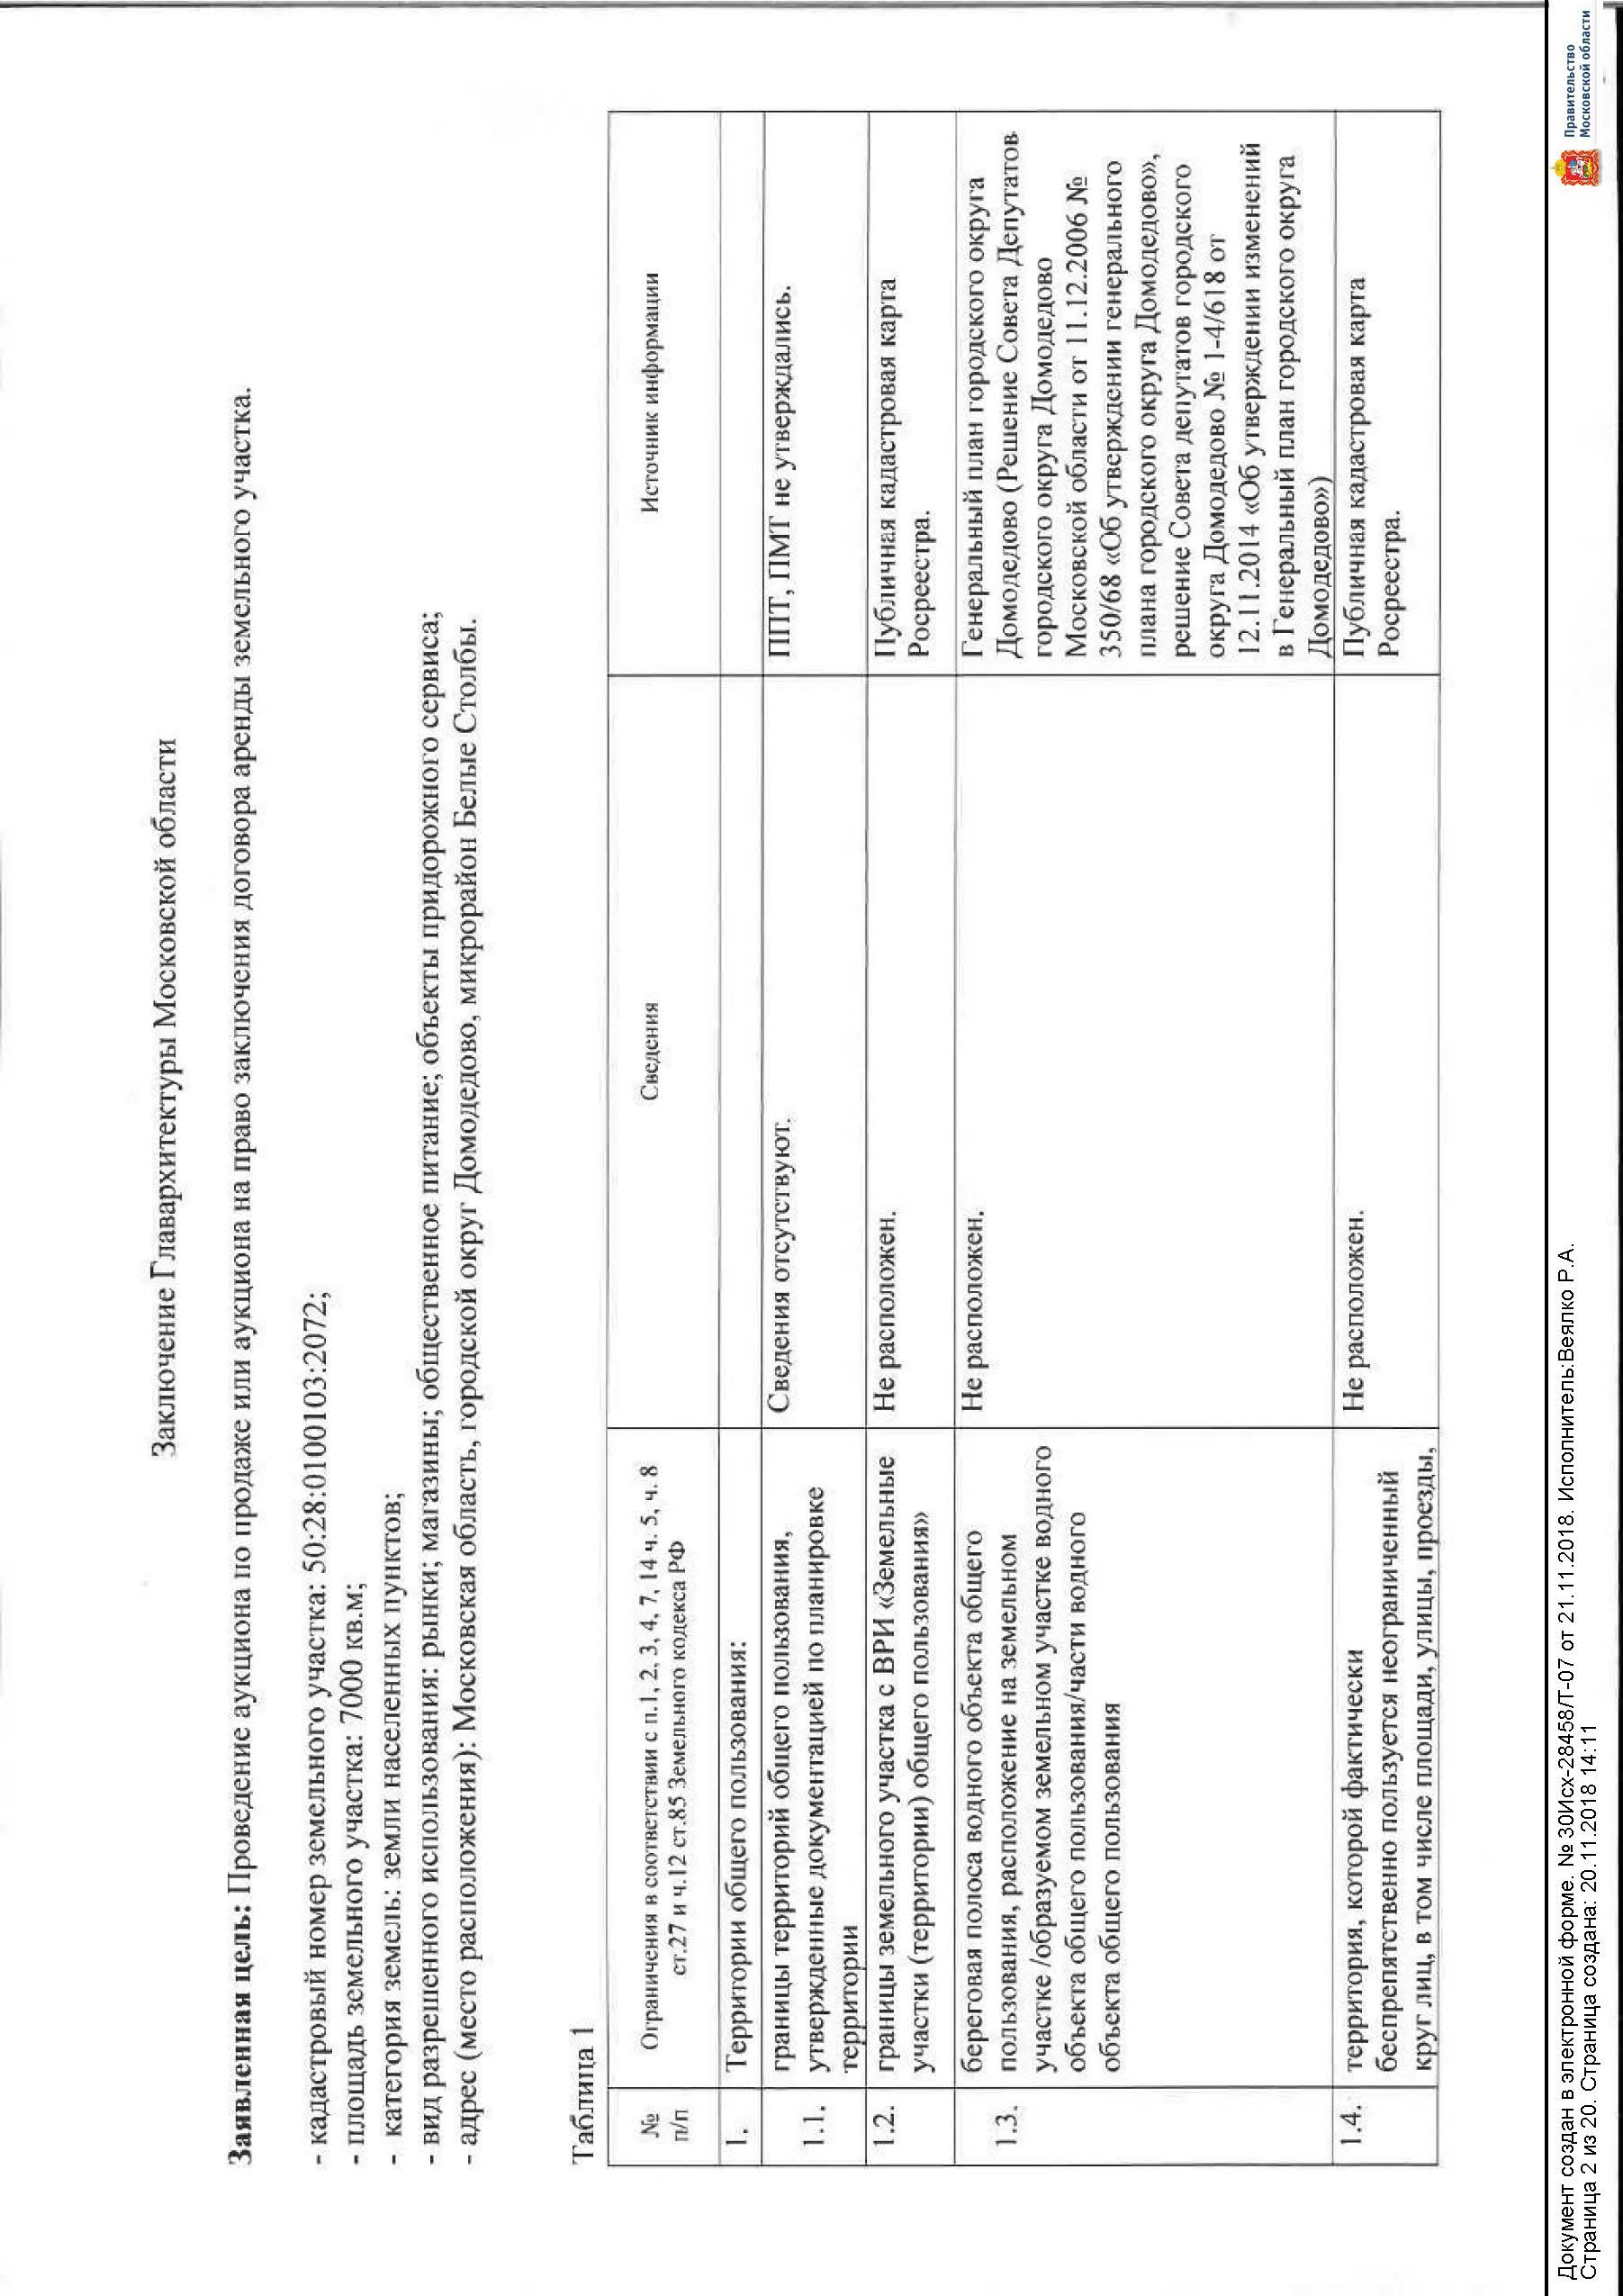 Заключение Главархитектуры Московской области
Заявленная цель: Проведение аукциона по продаже или аукциона на право заключения договора аренды земельного участка.
- кадастровый номер земельного участка: 50:28:0100103:2072;
- площадь земельного участка: 7000 кв.м;
- категория земель: земли населенных пунктов;
- вид разрешенного использования: рынки; магазины; общественное питание; объекты придорожного сервиса;
- адрес (место расположения): Московская область, городской округ Домодедово, микрорайон Белые Столбы.
Таблица 1
№
п/п
Ограничения в соответствии с п.1, 2, 3, 4, 7, 14 ч. 5, ч. 8
ст.27 и ч.12 ст.85 Земельного кодекса РФ
Сведения
Источник информации
1.
Территории общего пользования:
1.1.
границы территорий общего пользования,
утвержденные документацией по планировке
территории
Сведения отсутствуют.
ППТ, ПМТ не утверждались.
1.2.
границы земельного участка с ВРИ «Земельные
участки (территории) общего пользования»
Не расположен.
Публичная кадастровая карта
Росреестра.
1.3.
береговая полоса водного объекта общего
пользования, расположение на земельном
участке /образуемом земельном участке водного
объекта общего пользования/части водного
объекта общего пользования
Не расположен.
Генеральный план городского округа
Домодедово (Решение Совета Депутатов
городского округа Домодедово
Московской области от 11.12.2006 №
350/68 «Об утверждении генерального
плана городского округа Домодедово»,
решение Совета депутатов городского
округа Домодедово № 1-4/618 от
12.11.2014 «Об утверждении изменений
в Генеральный план городского округа
Домодедово»)
1.4.
территория, которой фактически
беспрепятственно пользуется неограниченный
круг лиц, в том числе площади, улицы, проезды,
Не расположен.
Публичная кадастровая карта
Росреестра.
Документ создан в электронной форме. № 30Исх-28458/Т-07 от 21.11.2018. Исполнитель:Веялко Р.А.
Страница 2 из 20. Страница создана: 20.11.2018 14:11
Правительство
Московской области